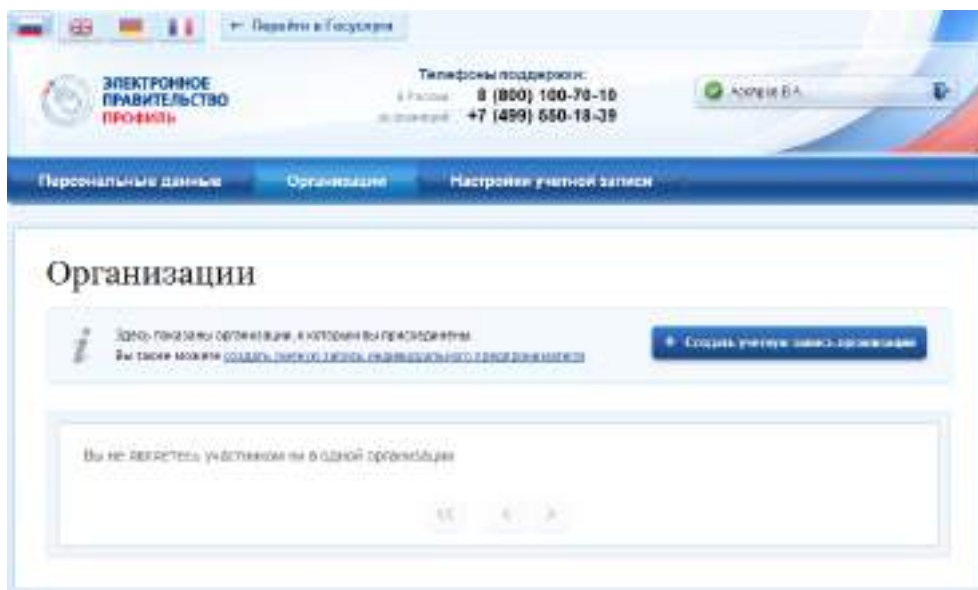 ← Перейти в Госуслуги
ЭЛЕКТРОННОЕ
ПРАВИТЕЛЬСТВО
ПРОФИЛЬ
Телефоны поддержки:
в России 8 (800) 100-70-10
+7 (499) 550-18-39
Персональные данные Организации Настройки учетной записи
Организации
Здесь показаны организации, к которым вы присоединены.
Вы также можете создать учетную запись индивидуального предпринимателя
+ Создать учетную запись организации
Вы не являетесь участником ни в одной организации